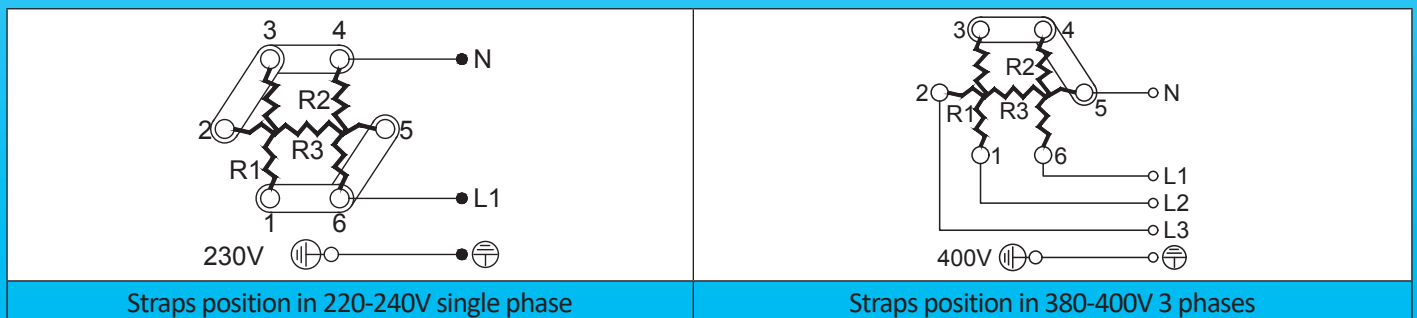 3 4
N
R2
2 5
R3
R1
L1
1 6
230V
Straps position in 220-240V single phase
3 4
R2
2
R1 R3 5 N
1 6
L1
L2
L3
400V
Straps position in 380-400V 3 phases